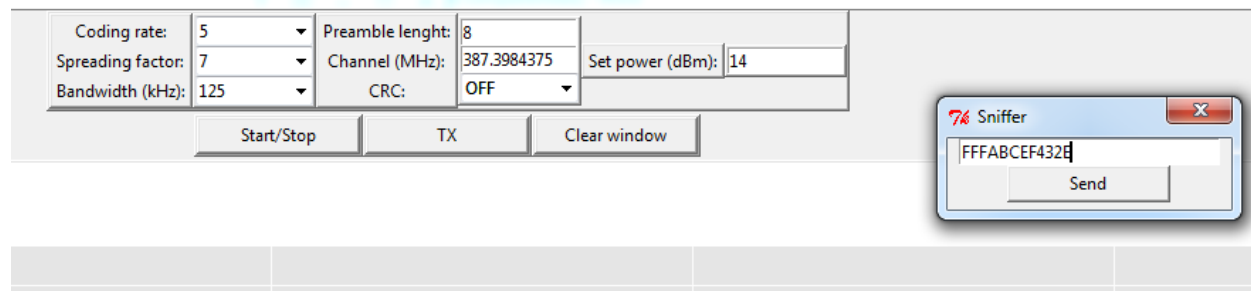 Coding rate: 5 Preamble lenght: 8
Spreading factor: 7 Channel (MHz): 387.3984375 Set power (dBm): 14
Bandwidth (kHz): 125 CRC: OFF
Start/Stop TX Clear window
Sniffer
FFFABCEF432E
Send